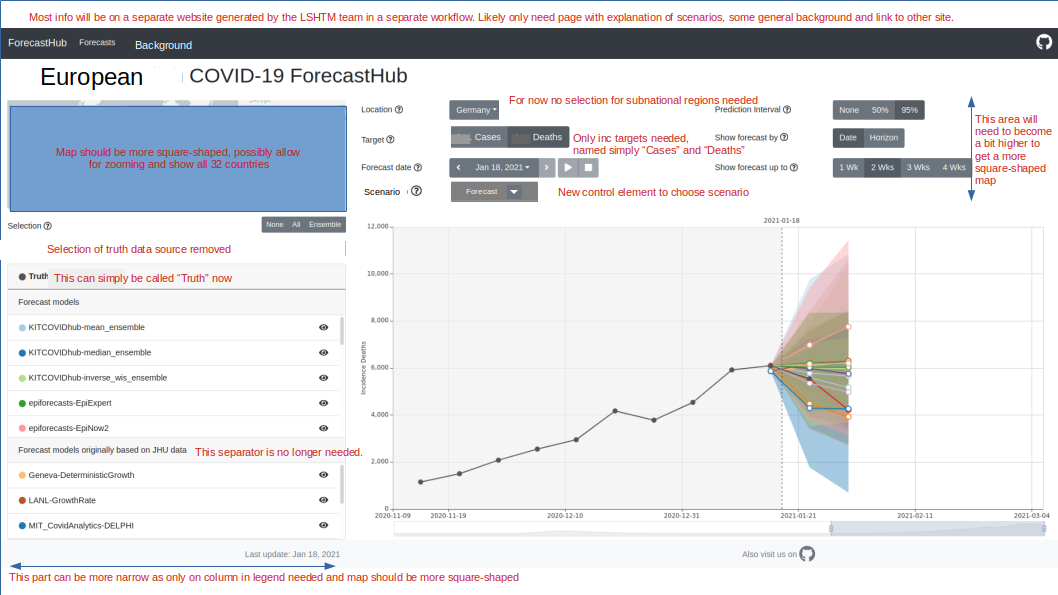 Most info will be on a separate website generated by the LSHTM team in a separate workflow. Likely only need page with explanation of scenarios, some general background and link to other site.
ForecastHub Forecasts Background
European COVID-19 ForecastHub
Map should be more square-shaped, possibly allow
for zooming and show all 32 countries
Location ? Germany
For now no selection for subnational regions needed
Prediction Interval ? None 50% 95%
Target ? Cases Deaths
Only inc targets needed,
named simply “Cases” and “Deaths”
Show forecast by ? Date Horizon
Forecast date ? < Jan 18, 2021 >
Show forecast up to ? 1 Wk 2 Wks 3 Wks 4 Wks
Scenario ? Forecast
New control element to choose scenario
This area will
need to become
a bit higher to
get a more
square-shaped
map
Selection ? None All Ensemble
Selection of truth data source removed
Truth
This can simply be called “Truth” now
Forecast models
KITCOVIDhub-mean_ensemble
KITCOVIDhub-median_ensemble
KITCOVIDhub-inverse_wis_ensemble
epiforecasts-EpiExpert
epiforecasts-EpiNow2
Forecast models originally based on JHU data
This separator is no longer needed.
Geneva-DeterministicGrowth
LANL-GrowthRate
MIT_CovidAnalytics-DELPHI
2021-01-18
Incidence Deaths
12,000
10,000
8,000
6,000
4,000
2,000
0
2020-11-09 2020-11-19 2020-12-10 2020-12-31 2021-01-21 2021-02-11 2021-03-04
Last update: Jan 18, 2021
Also visit us on
This part can be more narrow as only on column in legend needed and map should be more square-shaped